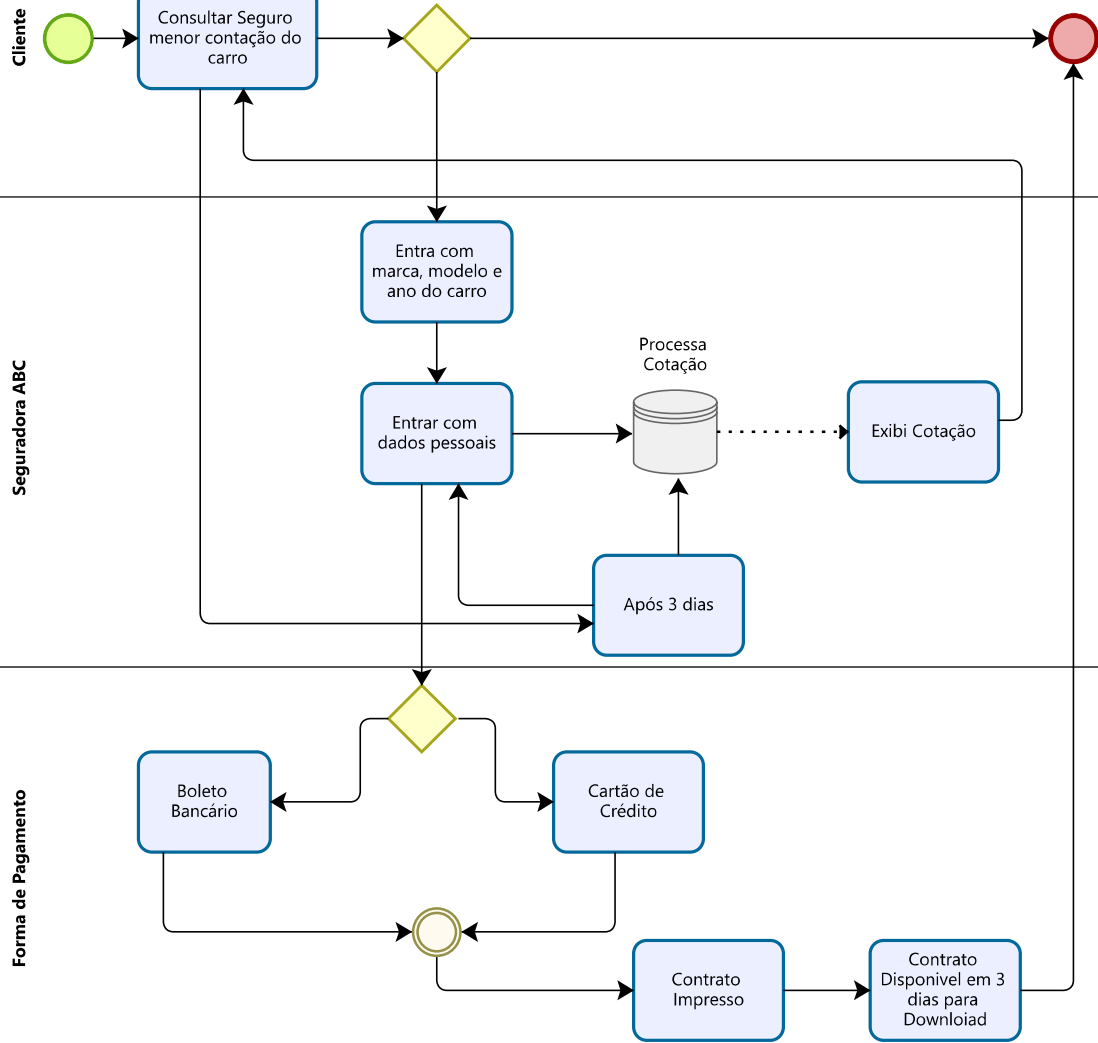 Cliente
Consultar Seguro
menor contação do
carro
Seguradora ABC
Entra com
marca, modelo e
ano do carro
Processa
Cotação
Entrar com
dados pessoais
Exibi Cotação
Após 3 dias
Forma de Pagamento
Boleto
Bancário
Cartão de
Crédito
Contrato
Impresso
Contrato
Disponivel em 3
dias para
Downloiad